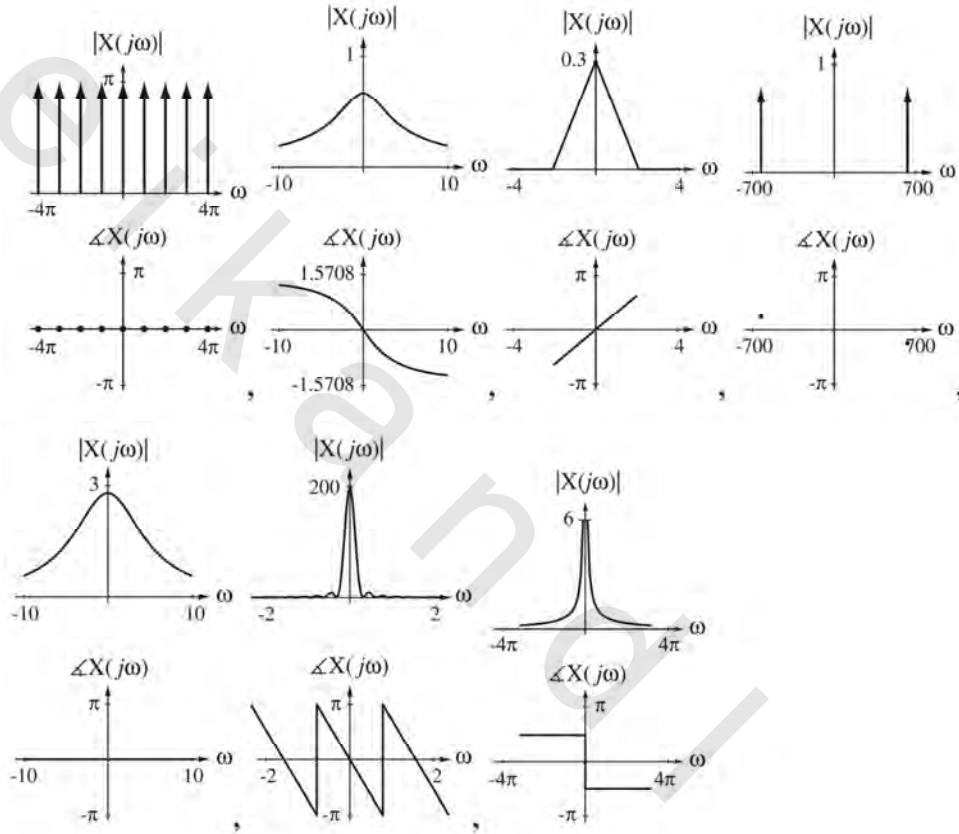 |X(jω)| |X(jω)| |X(jω)| |X(jω)|
π 1 0.3 1
-4π 4π ω -10 10 ω -4 4 ω -700 700 ω
∡X(jω) ∡X(jω) ∡X(jω) ∡X(jω)
π 1.5708 π π
-4π 4π ω -10 10 ω -4 4 ω -700 700 ω
-π -1.5708 -π -π
, , , ,
|X(jω)| |X(jω)| |X(jω)|
3 200 6
-10 10 ω -2 2 ω -4π 4π ω
∡X(jω) ∡X(jω) ∡X(jω)
π π π
-10 10 ω -2 2 ω -4π 4π ω
-π -π -π
, ,
e-kandl